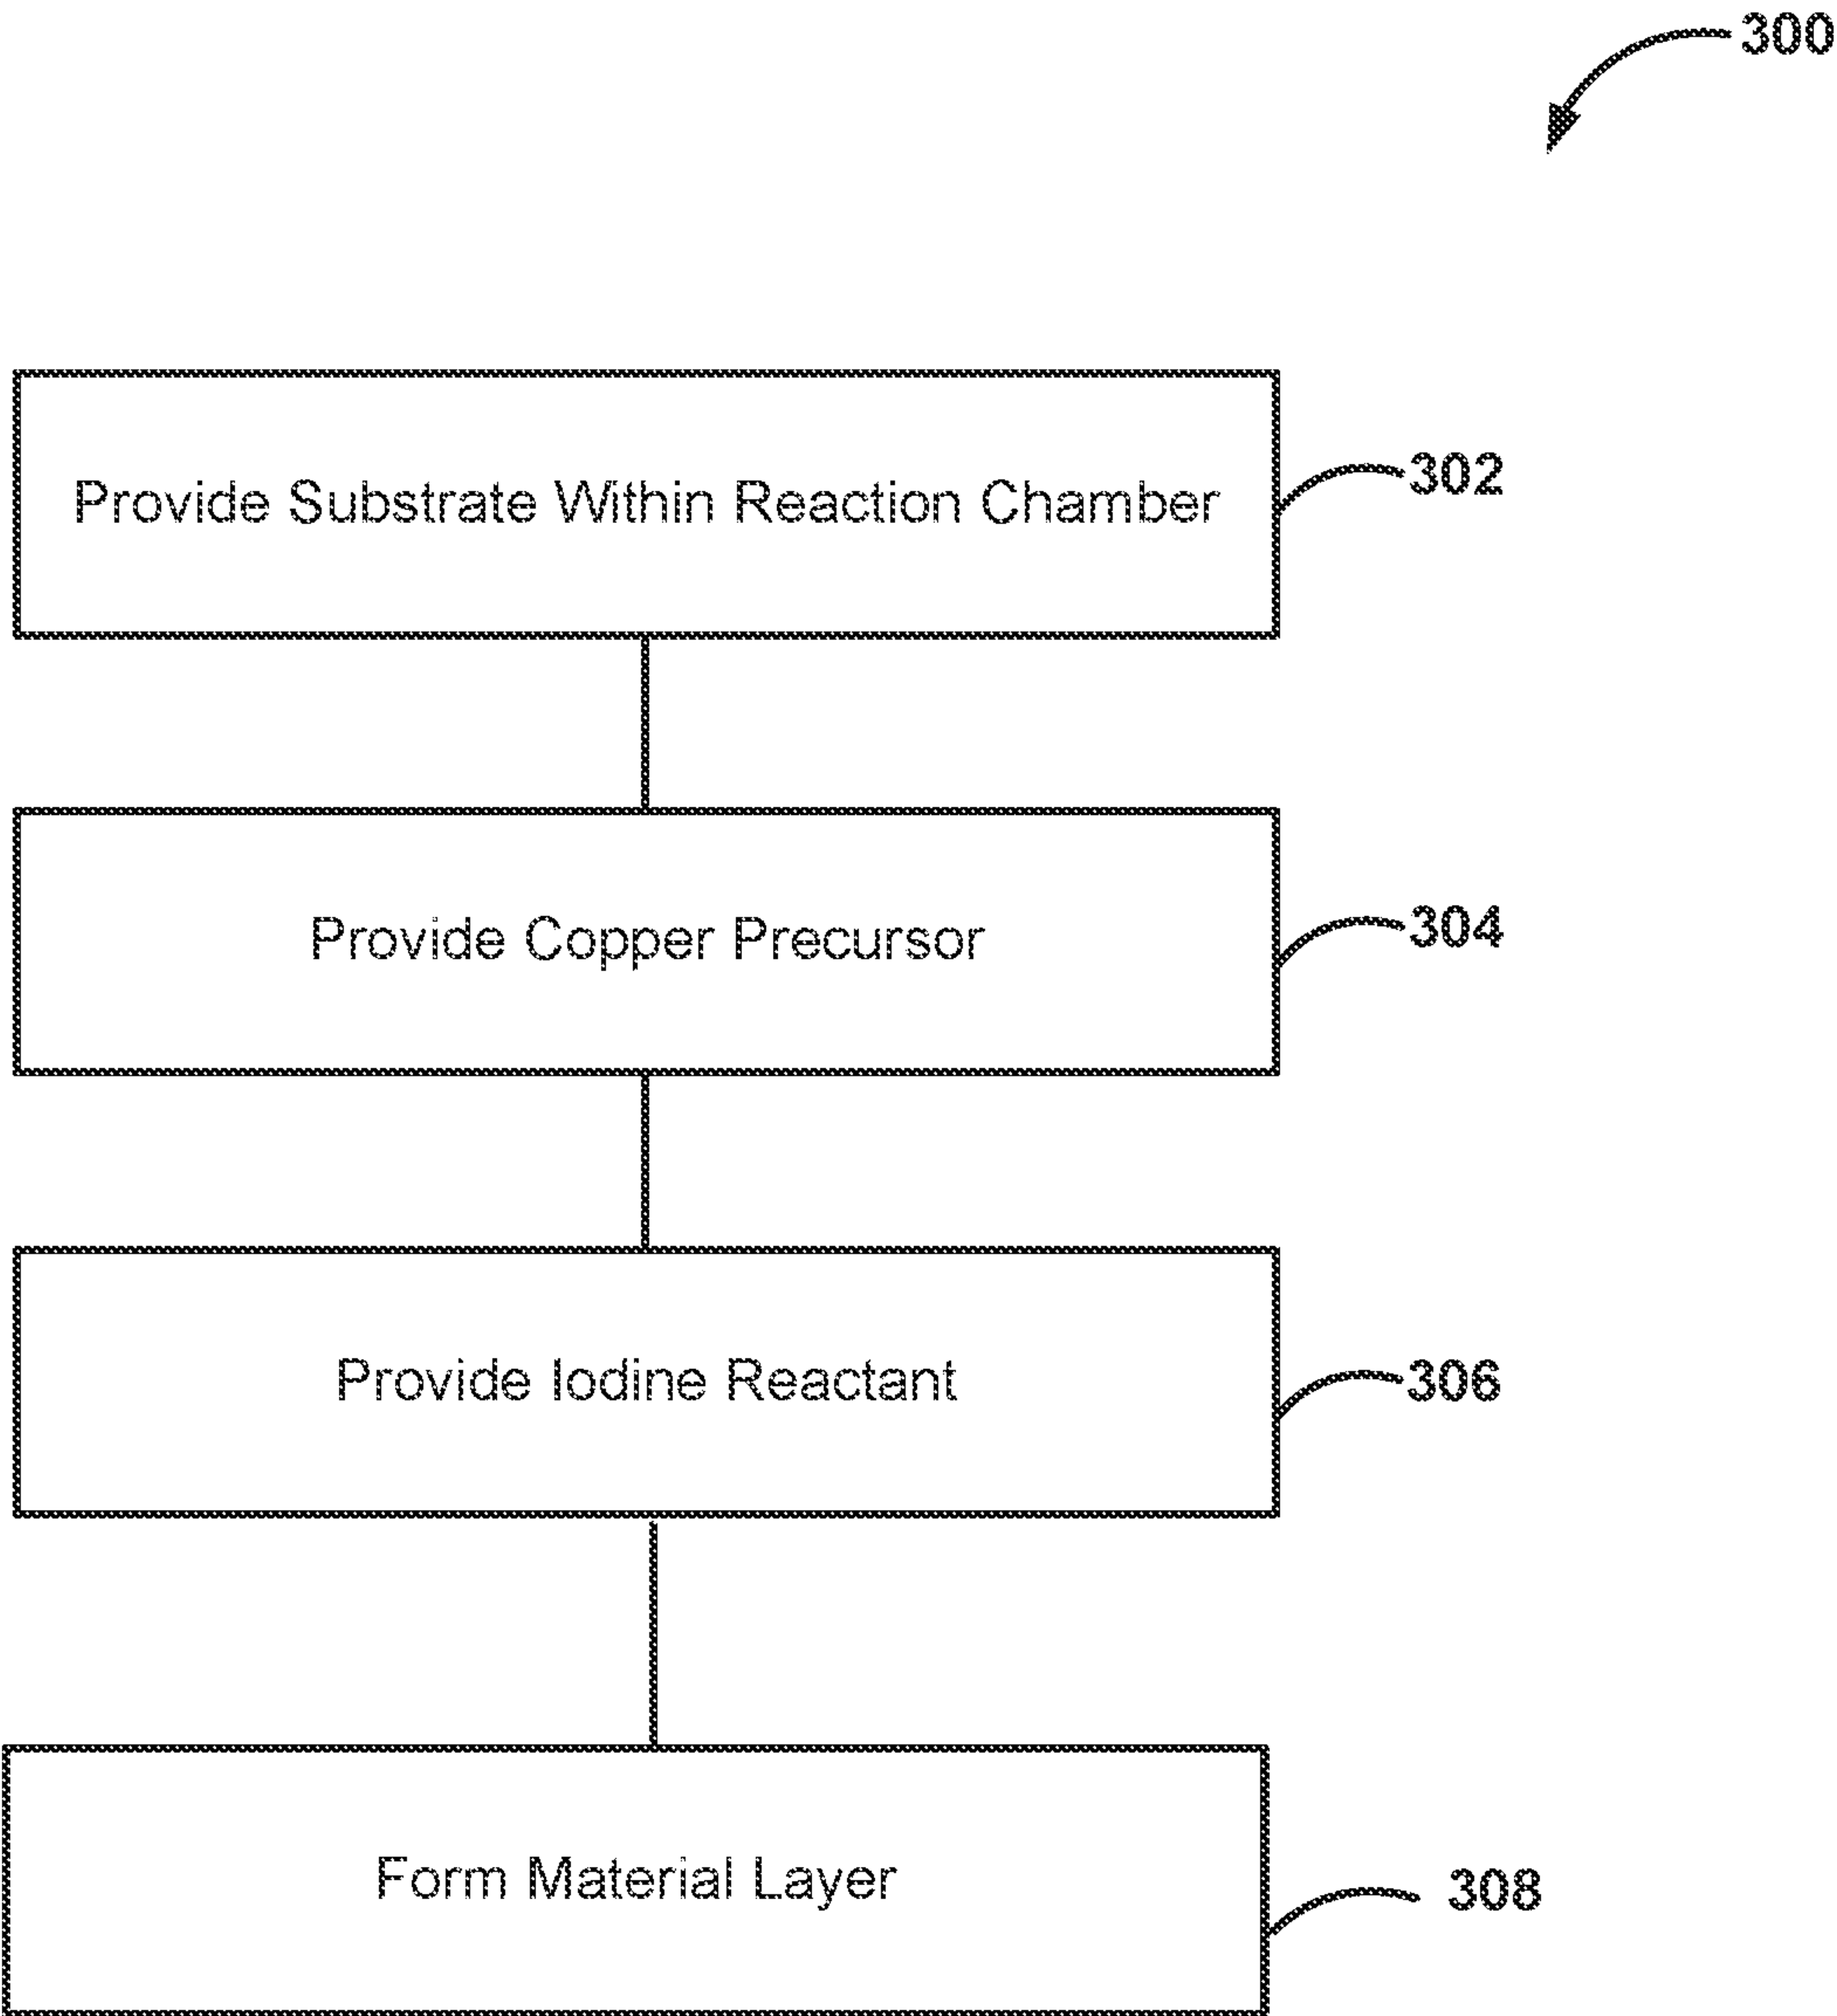 300
Provide Substrate Within Reaction Chamber
302
Provide Copper Precursor
304
Provide Iodine Reactant
306
Form Material Layer
308